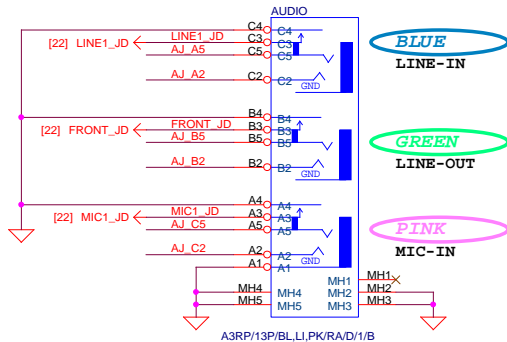 AUDIO
C4 C4
LINE1_JD C3 C3
[22] LINE1_JD
AJ_A5 C5 C5
AJ_A2 C2 C2
GND
BLUE
LINE-IN
B4 B4
FRONT_JD B3 B3
[22] FRONT_JD
AJ_B5 B5 B5
AJ_B2 B2 B2
GND
GREEN
LINE-OUT
A4 A4
MIC1_JD A3 A3
[22] MIC1_JD
AJ_C5 A5 A5
AJ_C2 A2 A2
GND
A1 A1
PINK
MIC-IN
MH1 MH1
MH4 MH4 MH2 MH2
MH5 MH5 MH3 MH3
A3RP/13P/BL,LI,PK/RA/D/1/B